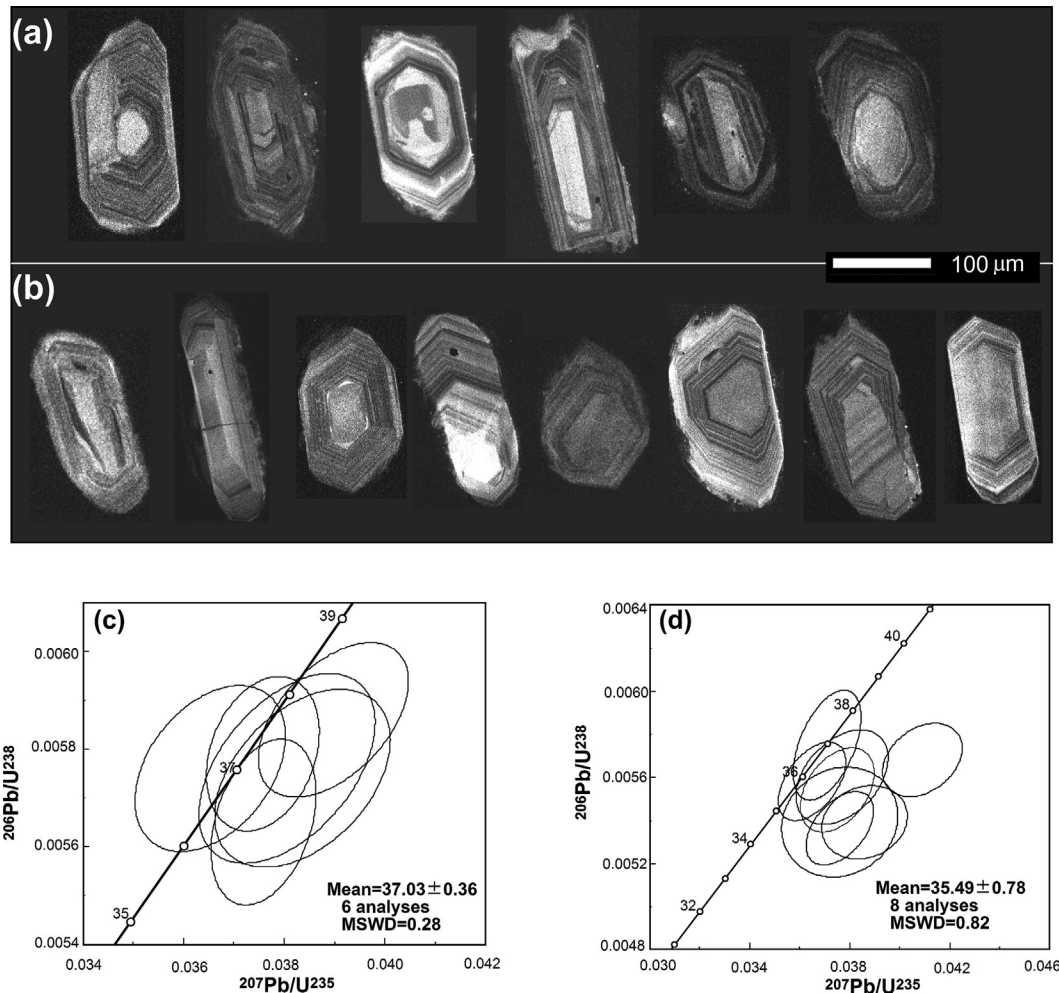 (a)
100 μm
(b)
(c)
39
37
35
0.0060
0.0058
0.0056
0.0054
206Pb/U238
0.034
0.036
0.038
0.040
0.042
207Pb/U235
Mean=37.03±0.36
6 analyses
MSWD=0.28
(d)
40
38
36
34
32
0.0064
0.0060
0.0056
0.0052
0.0048
206Pb/U238
0.030
0.034
0.038
0.042
0.046
207Pb/U235
Mean=35.49±0.78
8 analyses
MSWD=0.82